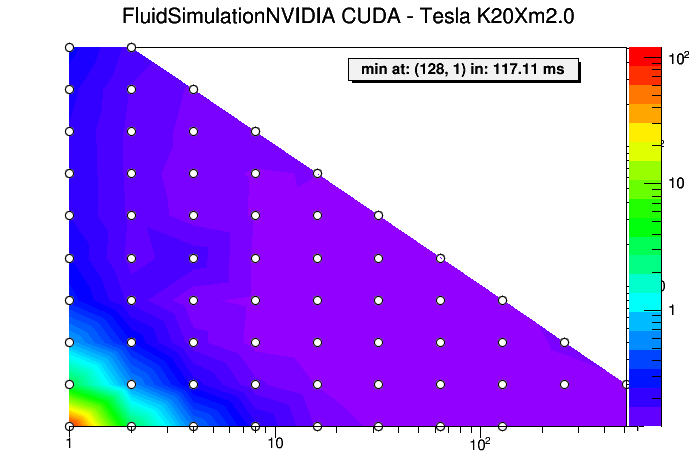 FluidSimulationNVIDIA CUDA - Tesla K20Xm2.0
min at: (128, 1) in: 117.11 ms
10²
10
1
1 10 10²